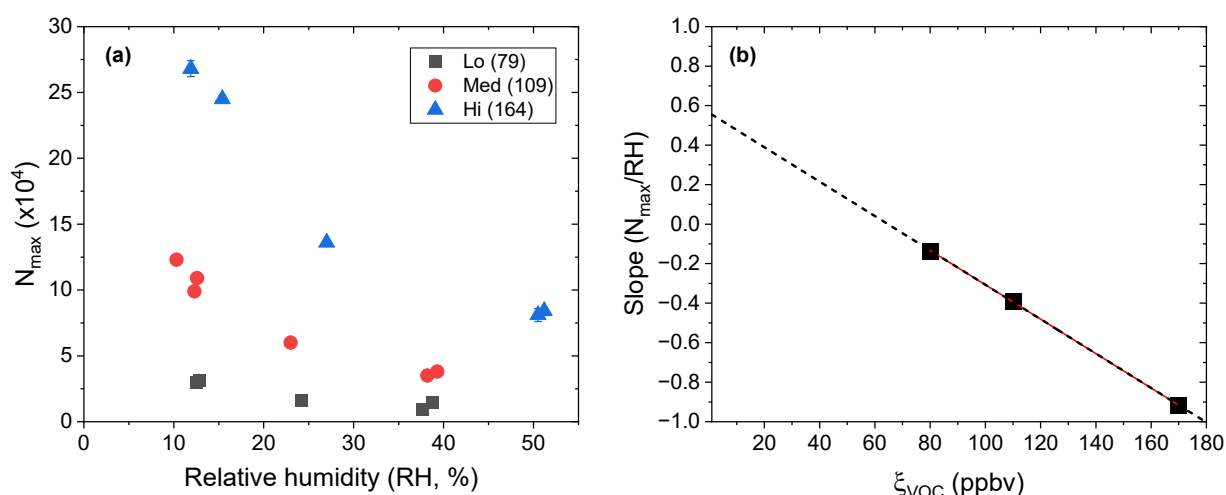 (a)
Lo (79)
Med (109)
Hi (164)
30
25
20
15
10
5
0
Nmax (x10⁴)
0 10 20 30 40 50
Relative humidity (RH, %)
(b)
1.0
0.8
0.6
0.4
0.2
0.0
−0.2
−0.4
−0.6
−0.8
−1.0
Slope (Nmax/RH)
20 40 60 80 100 120 140 160 180
ξVOC (ppbv)